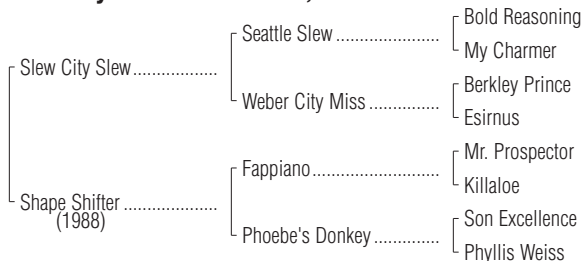 Bold Reasoning
Seattle Slew
My Charmer
Slew City Slew
Berkley Prince
Weber City Miss
Esirnus
Mr. Prospector
Fappiano
Killaloe
Shape Shifter
(1988)
Son Excellence
Phoebe's Donkey
Phyllis Weiss